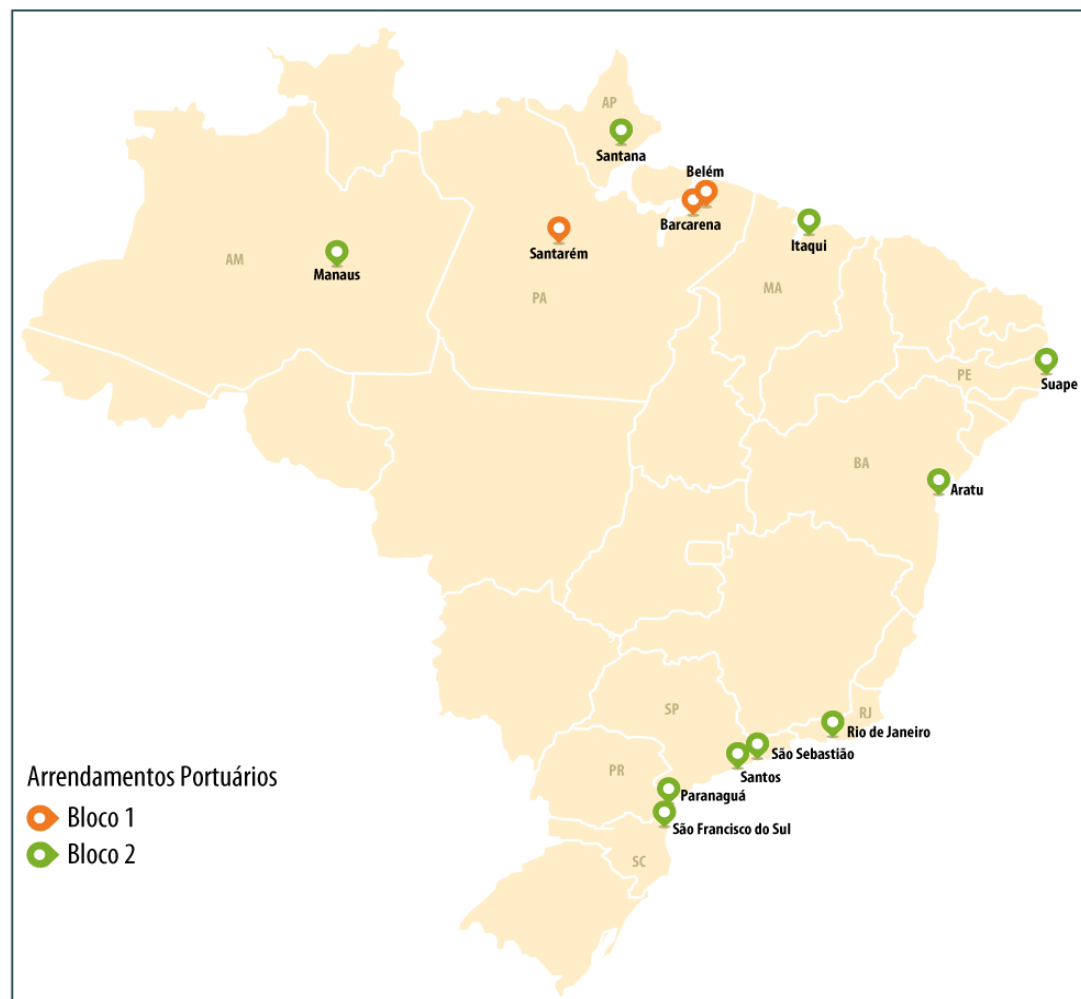 AP
Santana
Belém
Barcarena
Itaqui
Santarém
AM
Manaus
PA
MA
PE
Suape
BA
Aratu
SP
RJ
Rio de Janeiro
São Sebastião
Santos
PR
Paranaguá
São Francisco do Sul
SC
Arrendamentos Portuários
Bloco 1
Bloco 2